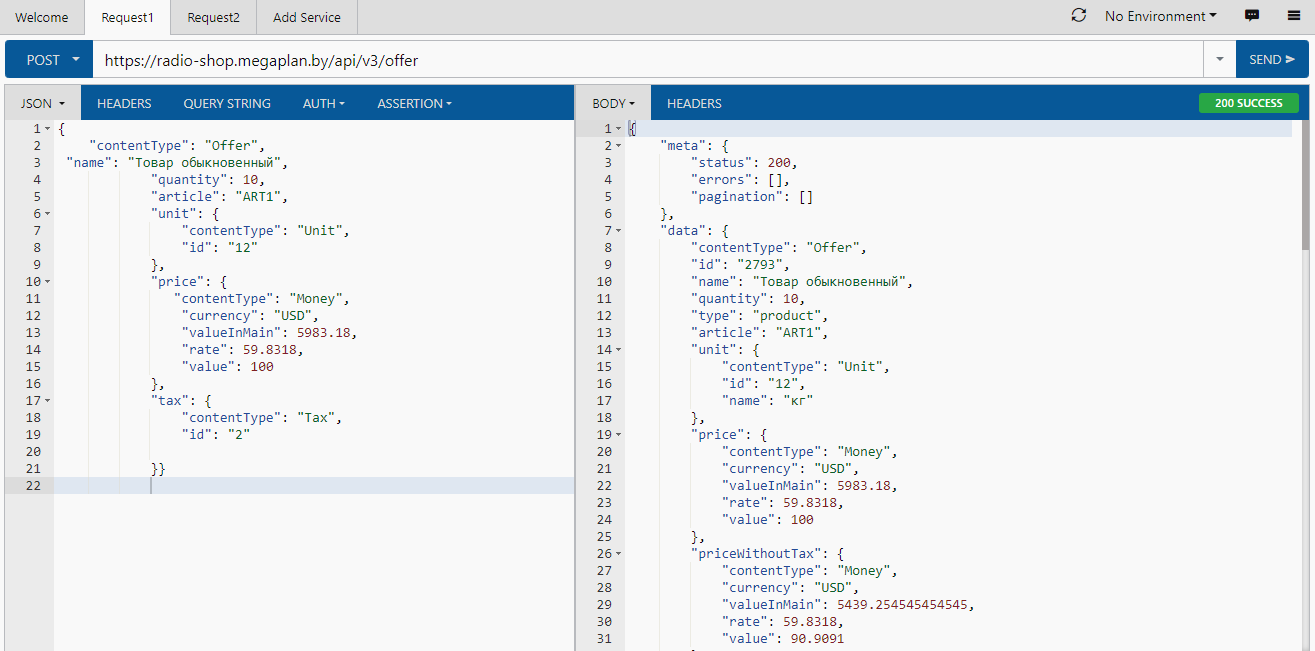 Welcome Request1 Request2 Add Service No Environment
POST https://radio-shop.megaplan.by/api/v3/offer SEND
JSON HEADERS QUERY STRING AUTH ASSERTION
1 {
2 "contentType": "Offer",
3 "name": "Товар обыкновенный",
4 "quantity": 10,
5 "article": "ART1",
6 "unit": {
7 "contentType": "Unit",
8 "id": "12"
9 },
10 "price": {
11 "contentType": "Money",
12 "currency": "USD",
13 "valueInMain": 5983.18,
14 "rate": 59.8318,
15 "value": 100
16 },
17 "tax": {
18 "contentType": "Tax",
19 "id": "2"
20
21 }}
22
BODY HEADERS 200 SUCCESS
1 {
2 "meta": {
3 "status": 200,
4 "errors": [],
5 "pagination": []
6 },
7 "data": {
8 "contentType": "Offer",
9 "id": "2793",
10 "name": "Товар обыкновенный",
11 "quantity": 10,
12 "type": "product",
13 "article": "ART1",
14 "unit": {
15 "contentType": "Unit",
16 "id": "12",
17 "name": "кг"
18 },
19 "price": {
20 "contentType": "Money",
21 "currency": "USD",
22 "valueInMain": 5983.18,
23 "rate": 59.8318,
24 "value": 100
25 },
26 "priceWithoutTax": {
27 "contentType": "Money",
28 "currency": "USD",
29 "valueInMain": 5439.254545454545,
30 "rate": 59.8318,
31 "value": 90.9091